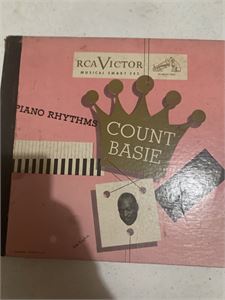 RCA VICTOR
MUSICAL SMART SET
PIANO RHYTHMS
COUNT
BASIE